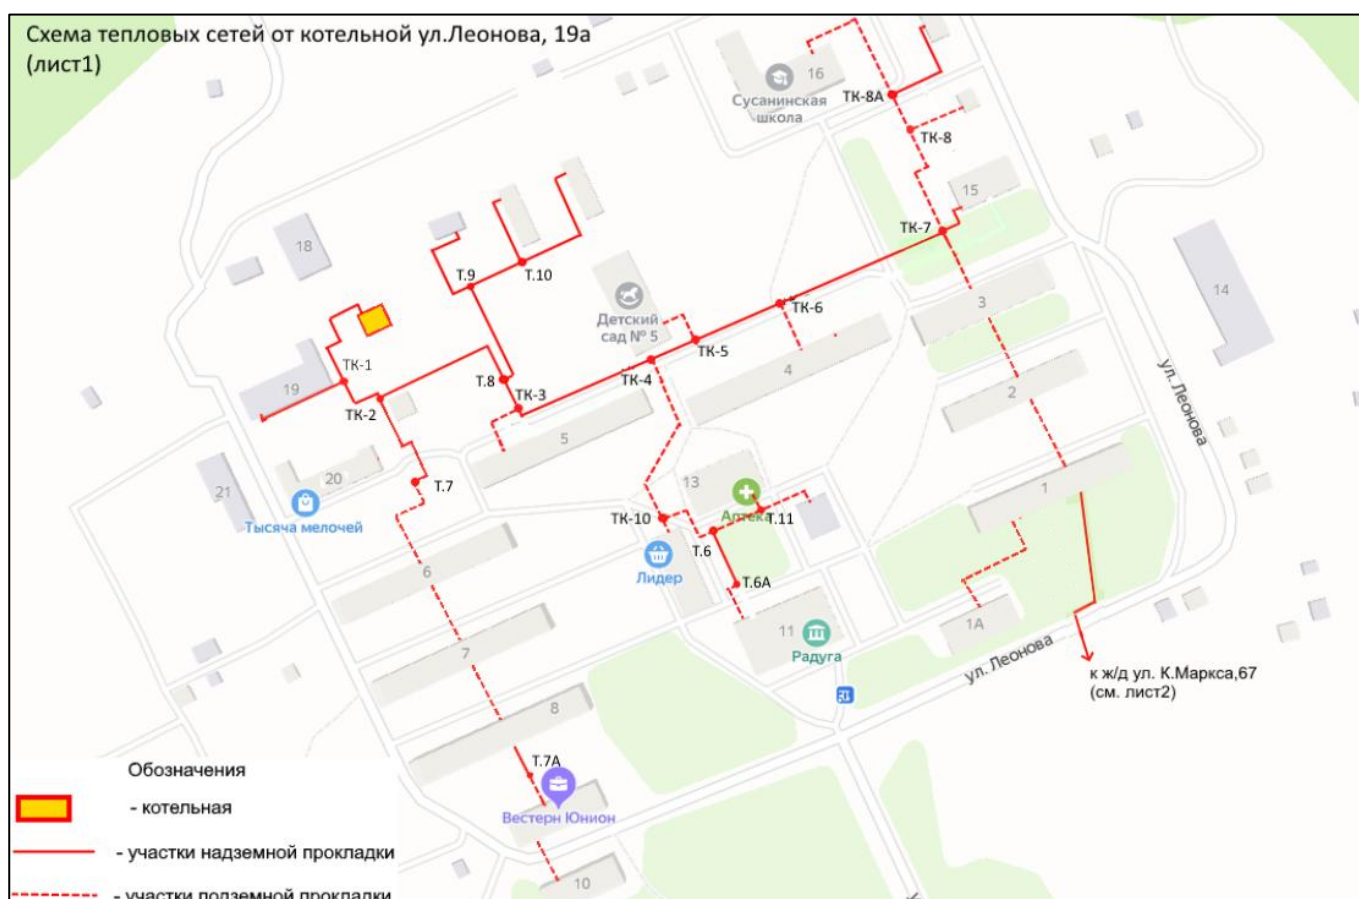 Схема тепловых сетей от котельной ул.Леонова, 19а
(лист1)
16
Сусанинская
школа
ТК-8А
ТК-8
15
ТК-7
18
Т.9
Т.10
14
ТК-6
3
Детский
сад № 5
ТК-5
ТК-1
ТК-4
19
Т.8
4
ул. Леонова
ТК-3
ТК-2
2
5
20
13
21
Т.7
1
Тысяча мелочей
Аптека
Т.11
ТК-10
Т.6
6
Лидер
Т.6А
1А
11
7
Радуга
ул. Леонова
к ж/д ул. К.Маркса,67
(см. лист2)
8
Т.7А
Обозначения
- котельная
Вестерн Юнион
- участки надземной прокладки
10
- участки подземной прокладки